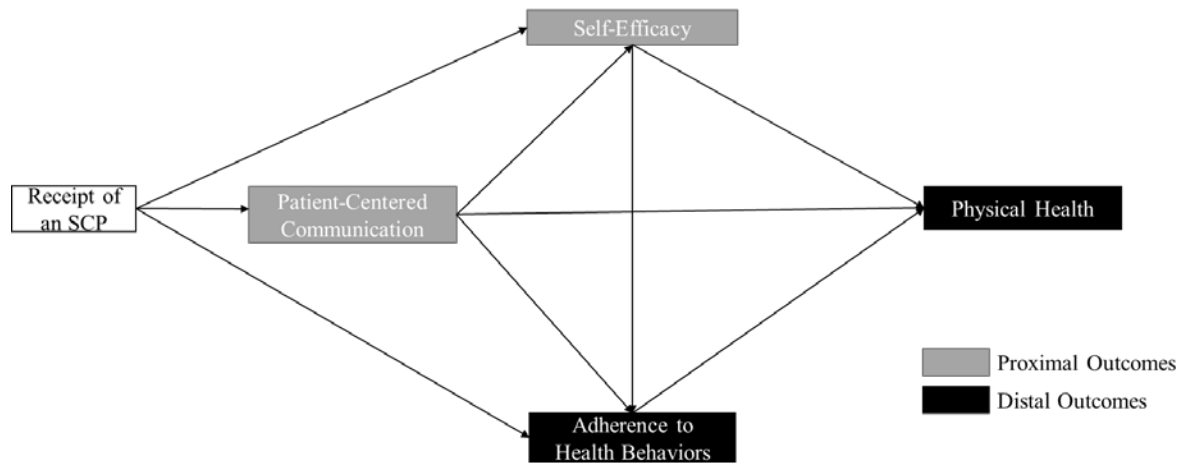 Self-Efficacy
Receipt of
an SCP
Patient-Centered
Communication
Physical Health
Proximal Outcomes
Distal Outcomes
Adherence to
Health Behaviors